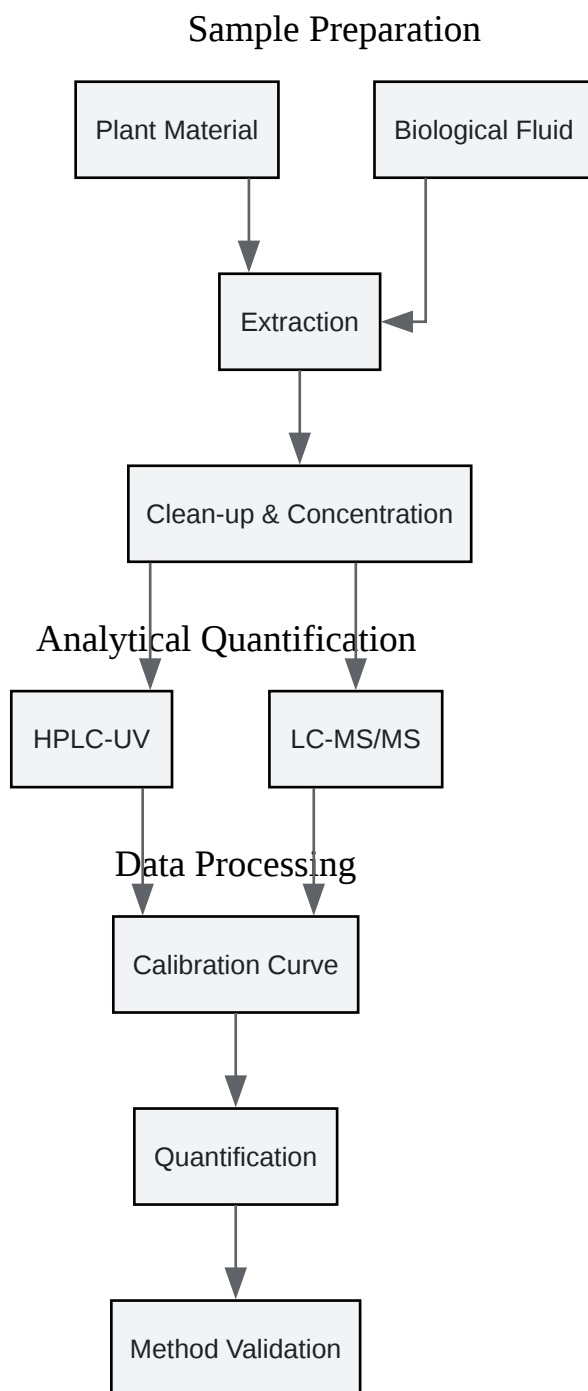 Sample Preparation
Plant Material
Biological Fluid
Extraction
Clean-up & Concentration
Analytical Quantification
HPLC-UV
LC-MS/MS
Data Processing
Calibration Curve
Quantification
Method Validation